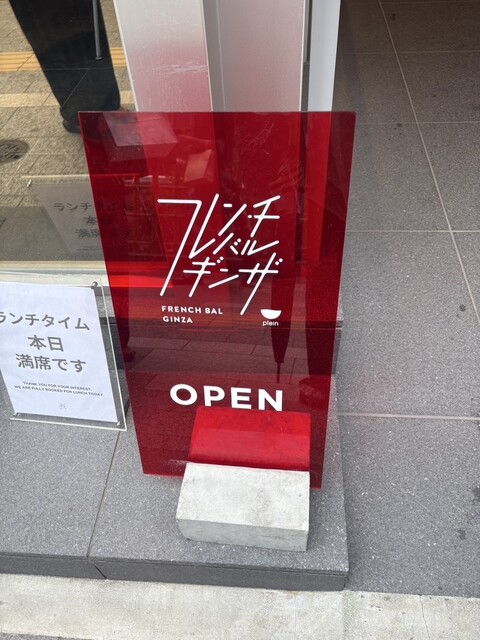 フレンチ
バル
ギンザ
FRENCH BAL
GINZA
plein
OPEN
ランチタイム
本日
満席です
THANK YOU FOR YOUR INTEREST.
WE ARE FULLY BOOKED FOR LUNCH TODAY.